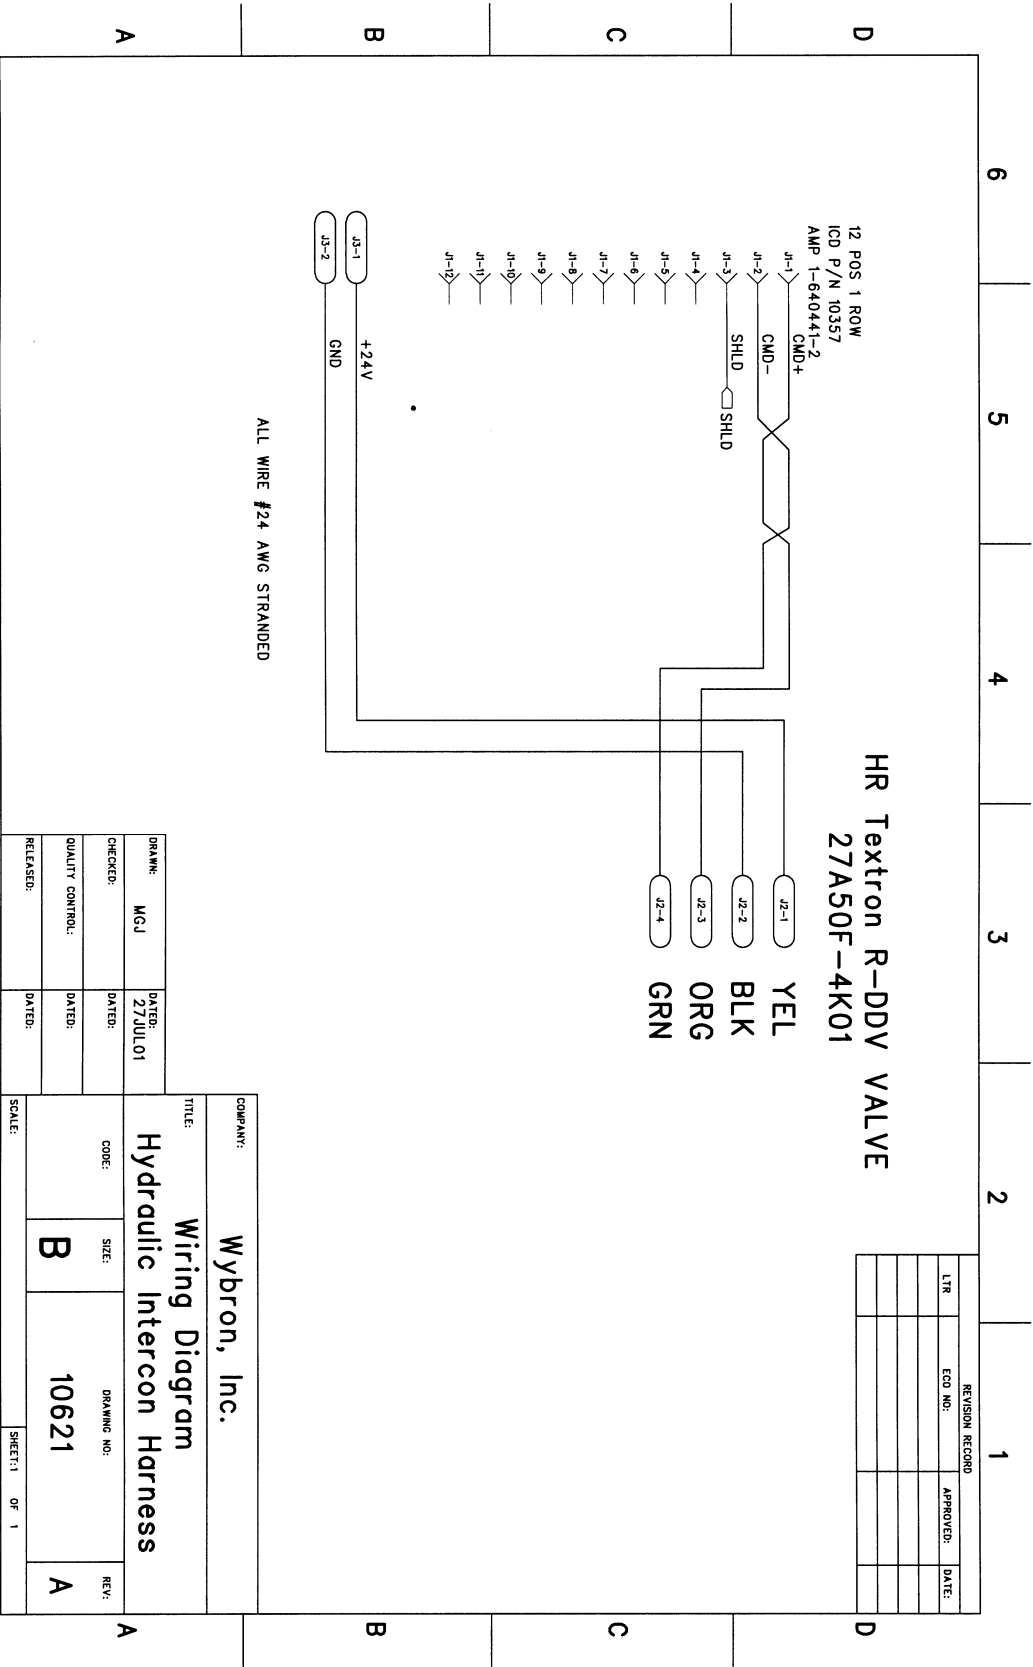 6
5
4
3
2
1
D
C
B
A
D
C
B
A
12 POS 1 ROW
ICD P/N 10357
AMP 1-640441-2
J1-1
CMD+
J1-2
CMD-
J1-3
SHLD
SHLD
J1-4
J1-5
J1-6
J1-7
J1-8
J1-9
J1-10
J1-11
J1-12
J3-1
+24V
J3-2
GND
ALL WIRE #24 AWG STRANDED
HR Textron R-DDV VALVE
27A50F-4K01
J2-1
YEL
J2-2
BLK
J2-3
ORG
J2-4
GRN
REVISION RECORD
LTR
ECO NO:
APPROVED:
DATE:
COMPANY:
Wybron, Inc.
TITLE:
Wiring Diagram
Hydraulic Intercon Harness
DRAWN:
MGJ
DATED:
27JUL01
CHECKED:
DATED:
QUALITY CONTROL:
DATED:
RELEASED:
DATED:
CODE:
SIZE:
B
DRAWING NO:
10621
REV:
A
SCALE:
SHEET:1 OF 1